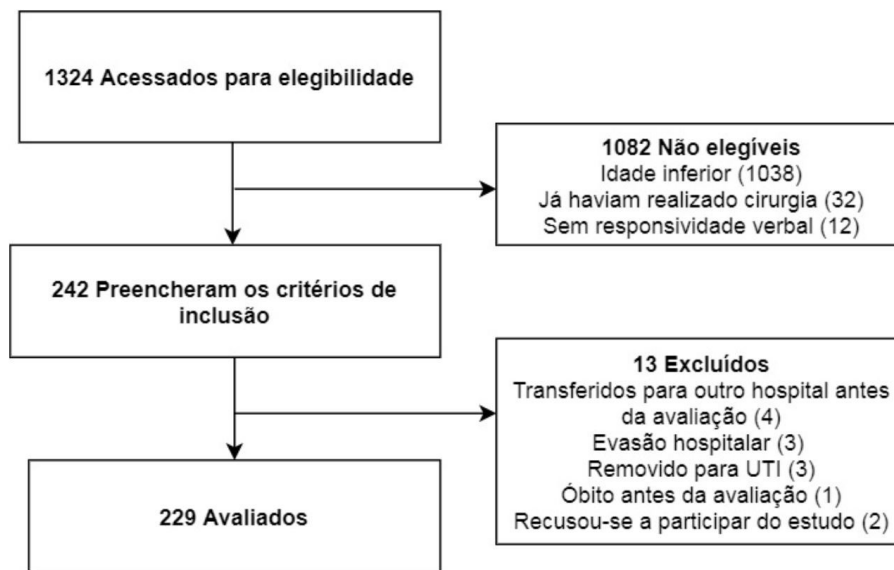 1324 Acessados para elegibilidade
1082 Não elegíveis
Idade inferior (1038)
Já haviam realizado cirurgia (32)
Sem responsividade verbal (12)
242 Preencheram os critérios de
inclusão
13 Excluídos
Transferidos para outro hospital antes
da avaliação (4)
Evasão hospitalar (3)
Removido para UTI (3)
Óbito antes da avaliação (1)
Recusou-se a participar do estudo (2)
229 Avaliados